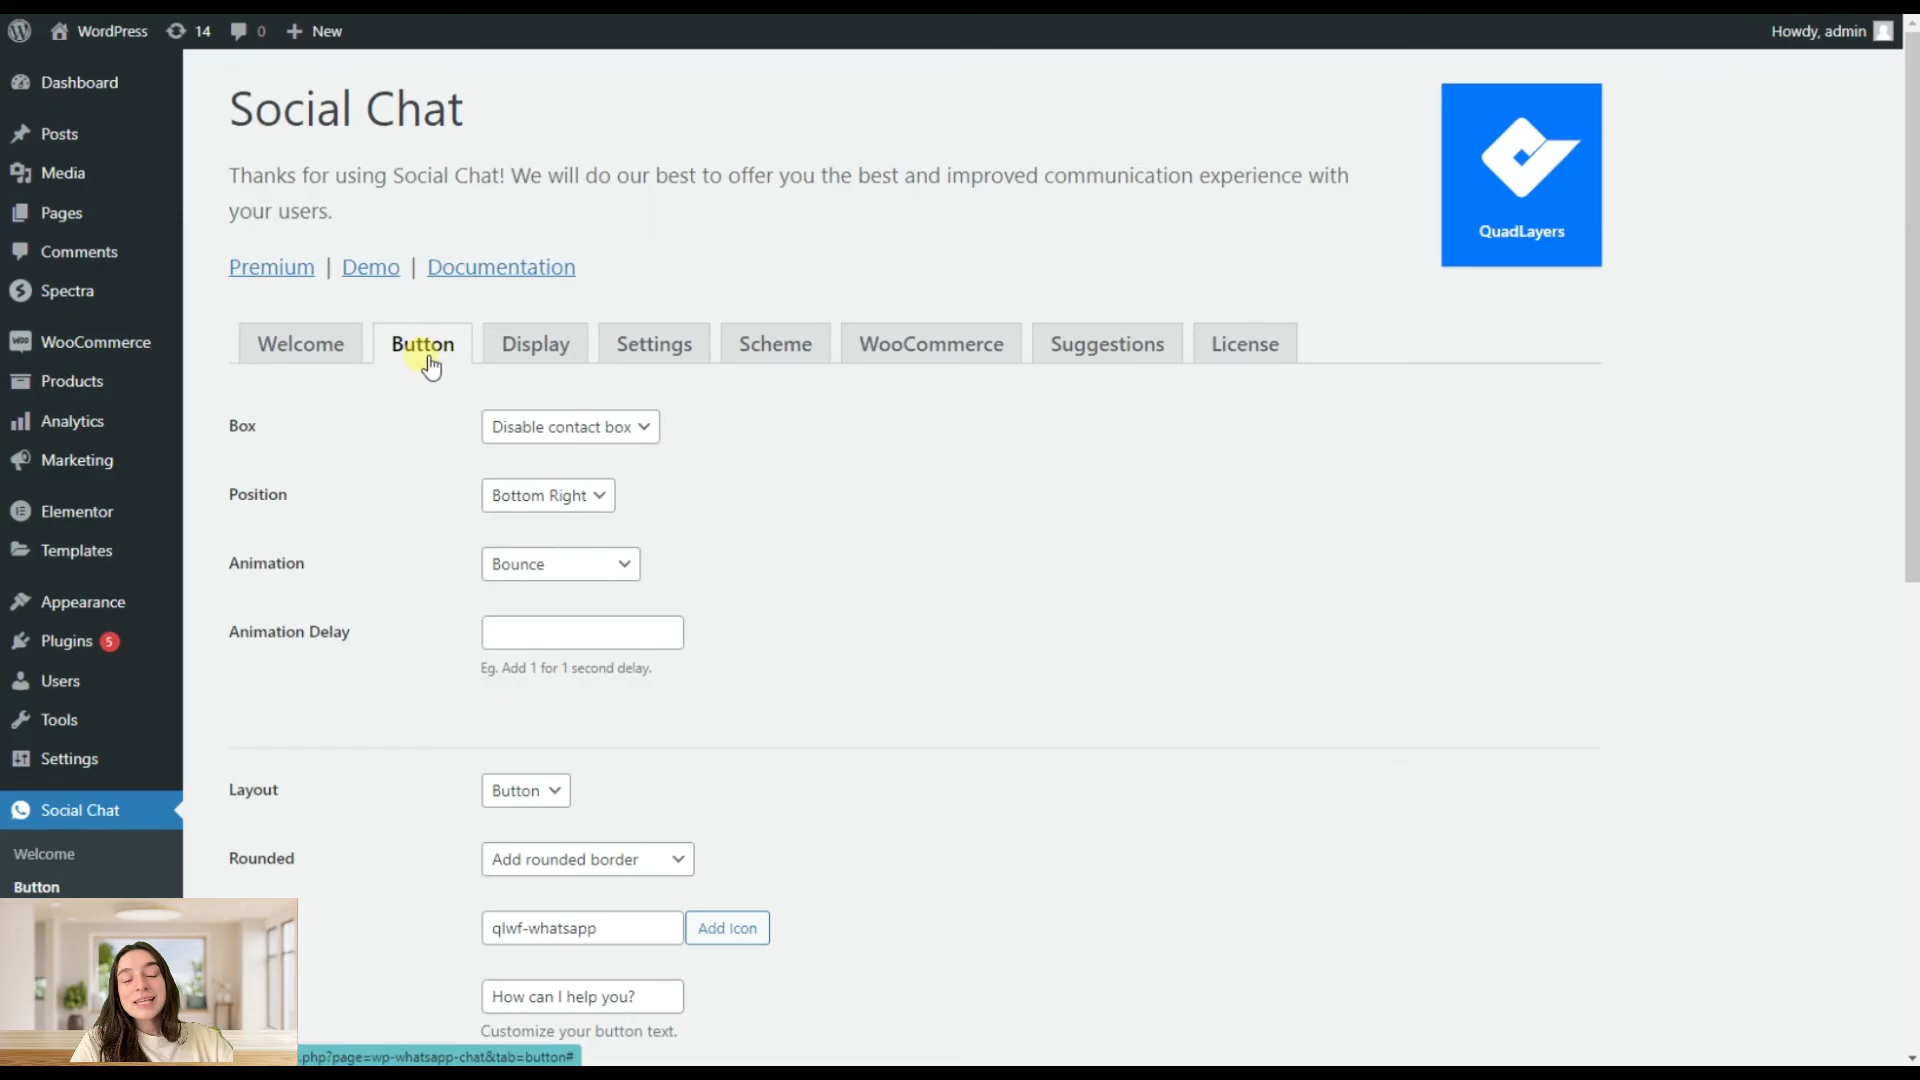 WordPress 14 0 New Howdy, admin
Dashboard
Posts
Media
Pages
Comments
Spectra
WooCommerce
Products
Analytics
Marketing
Elementor
Templates
Appearance
Plugins 5
Users
Tools
Settings
Social Chat
Welcome
Button
Social Chat
Thanks for using Social Chat! We will do our best to offer you the best and improved communication experience with
your users.
Premium | Demo | Documentation
QuadLayers
Welcome Button Display Settings Scheme WooCommerce Suggestions License
Box Disable contact box
Position Bottom Right
Animation Bounce
Animation Delay
Eg. Add 1 for 1 second delay.
Layout Button
Rounded Add rounded border
qlwf-whatsapp Add Icon
How can I help you?
Customize your button text.
.php?page=wp-whatsapp-chat&tab=button#